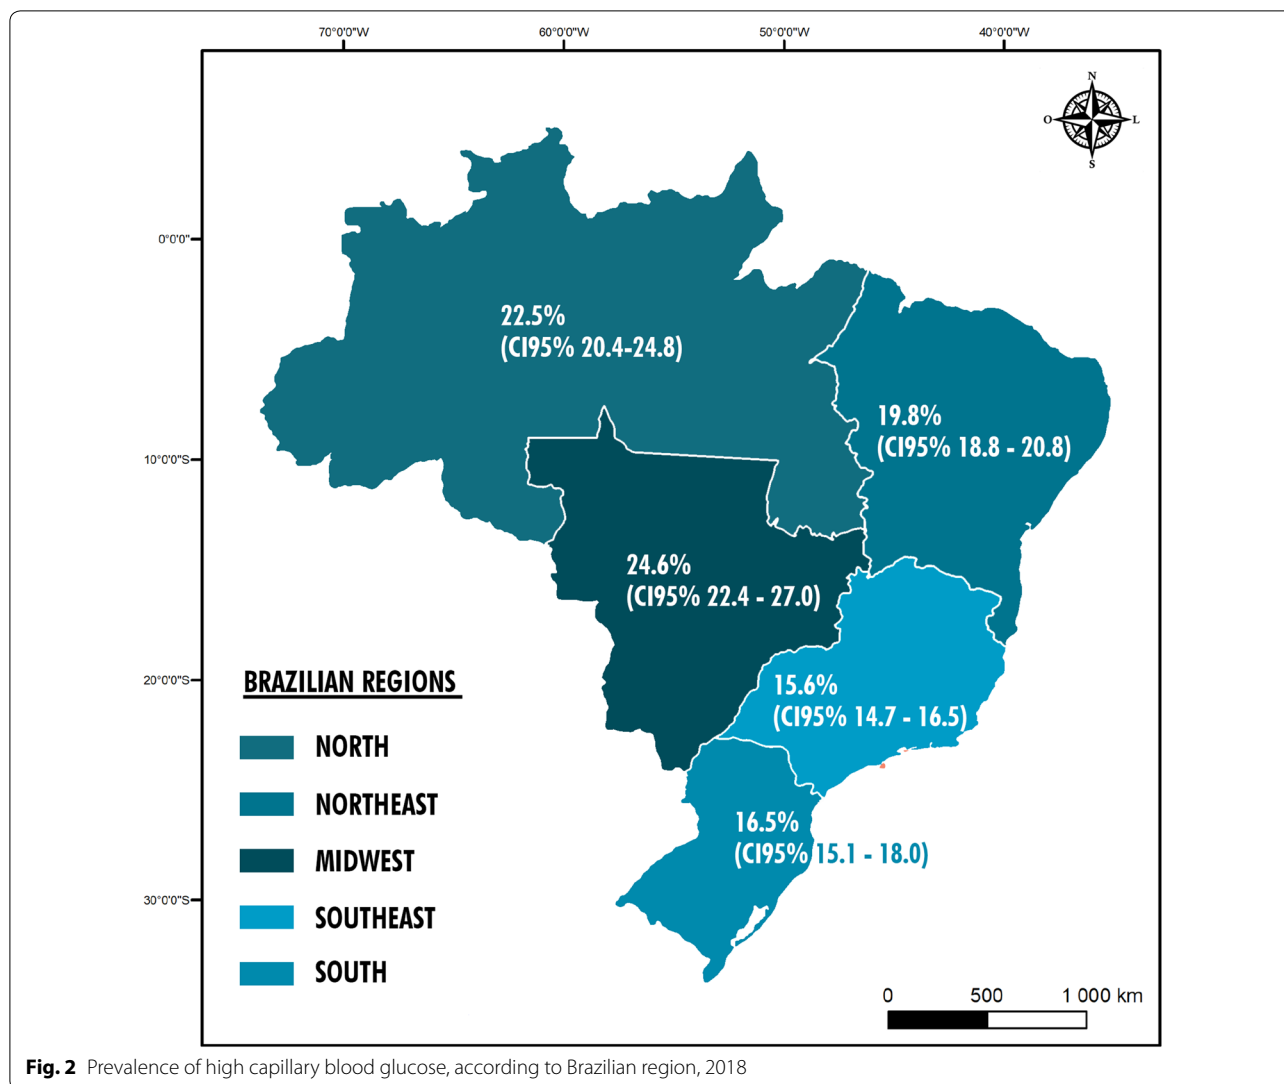 70°0'0"W 60°0'0"W 50°0'0"W 40°0'0"W
N
O L
S
0°0'0"
22.5%
(CI95% 20.4-24.8)
19.8%
(CI95% 18.8 - 20.8)
10°0'0"S
24.6%
(CI95% 22.4 - 27.0)
20°0'0"S
15.6%
(CI95% 14.7 - 16.5)
16.5%
(CI95% 15.1 - 18.0)
30°0'0"S
BRAZILIAN REGIONS
NORTH
NORTHEAST
MIDWEST
SOUTHEAST
SOUTH
0 500 1 000 km
Fig. 2 Prevalence of high capillary blood glucose, according to Brazilian region, 2018